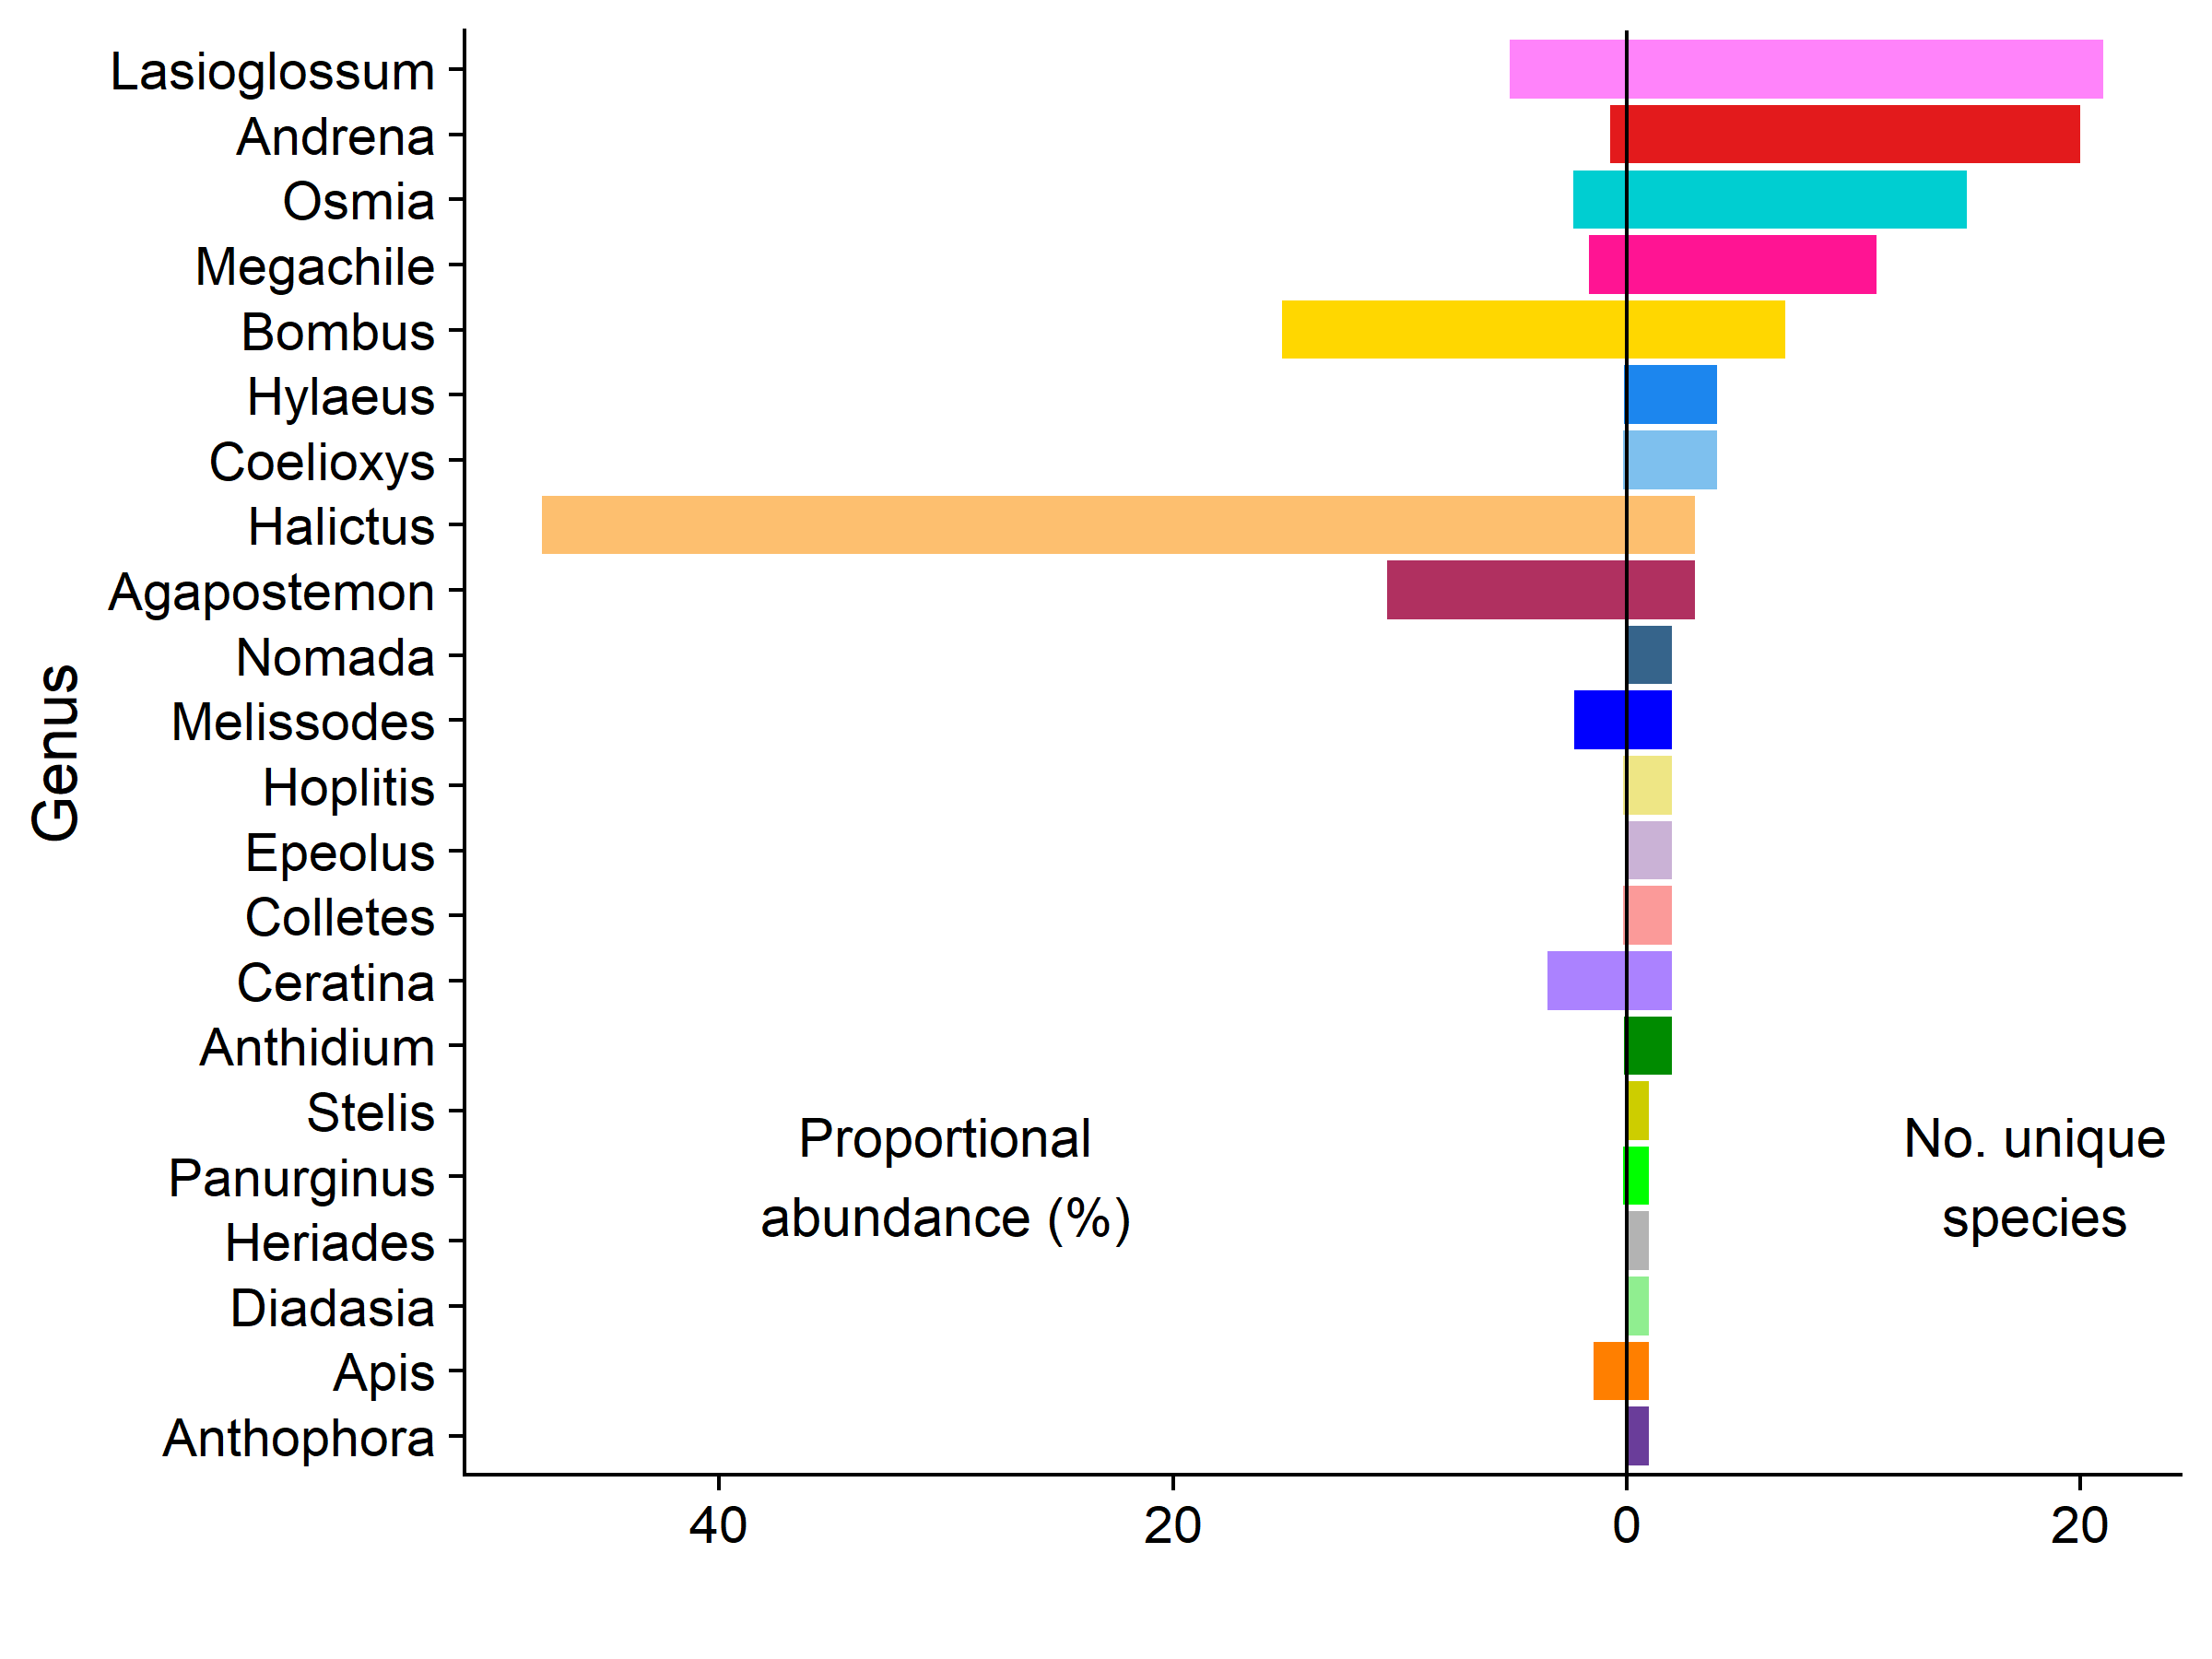 Lasioglossum
Andrena
Osmia
Megachile
Bombus
Hylaeus
Coelioxys
Halictus
Agapostemon
Nomada
Melissodes
Hoplitis
Epeolus
Colletes
Ceratina
Anthidium
Stelis
Panurginus
Heriades
Diadasia
Apis
Anthophora
Genus
Proportional
abundance (%)
No. unique
species
40 20 0 20